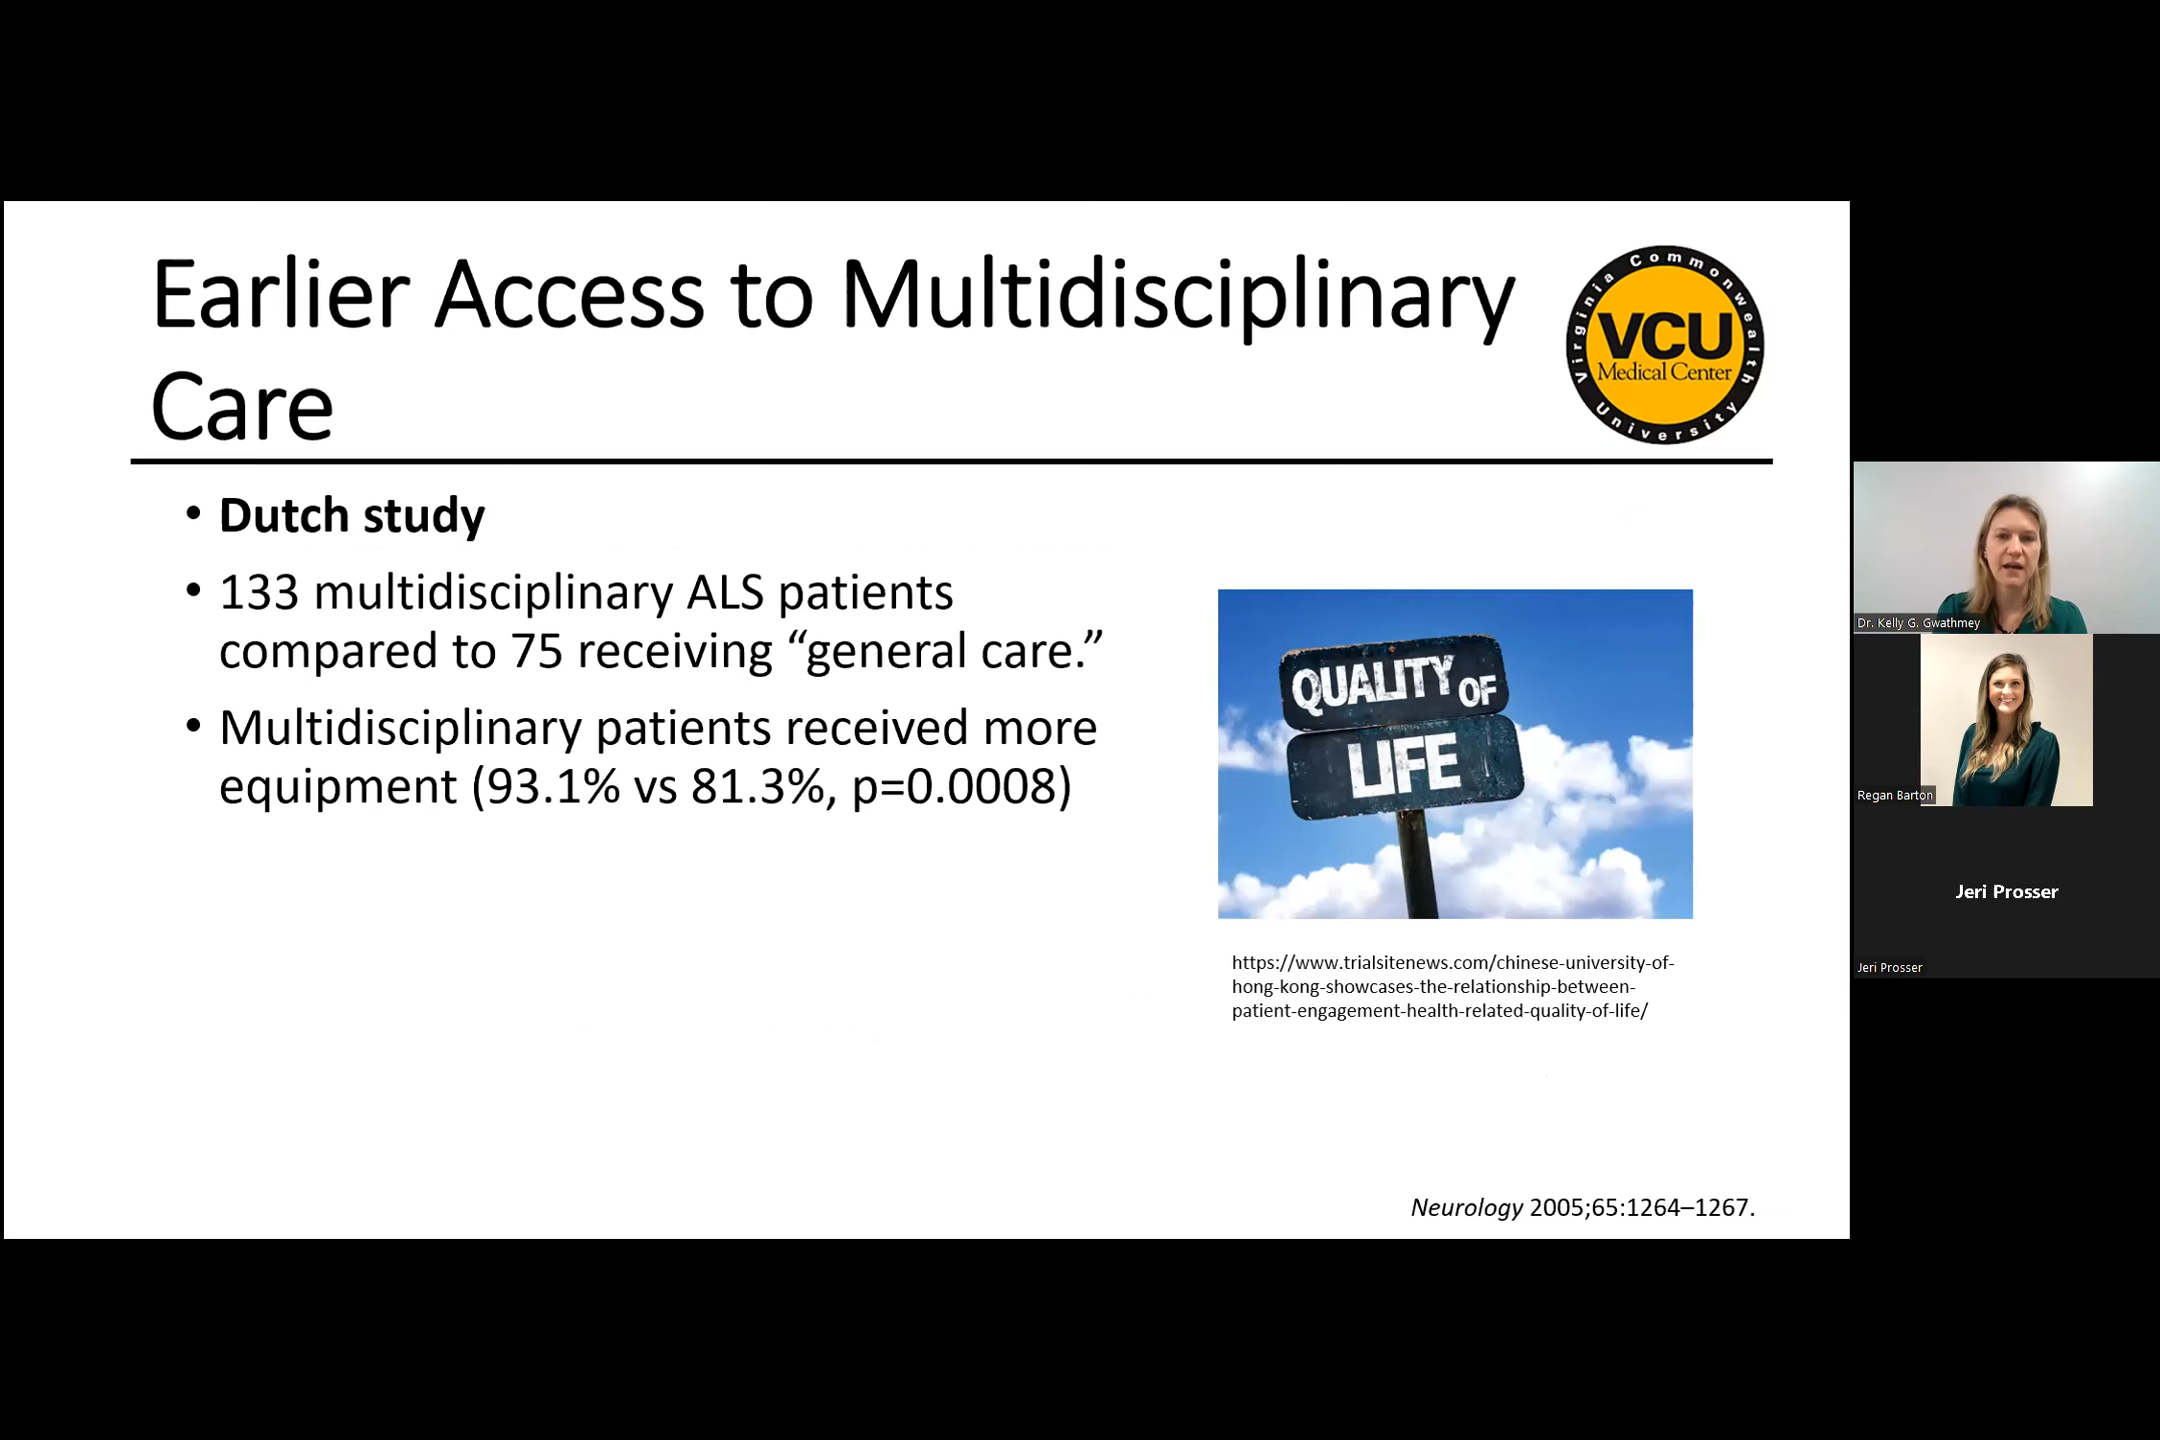 Earlier Access to Multidisciplinary
Care
Virginia Commonwealth
VCU
Medical Center
University
• Dutch study
• 133 multidisciplinary ALS patients
compared to 75 receiving “general care.”
• Multidisciplinary patients received more
equipment (93.1% vs 81.3%, p=0.0008)
QUALITY OF
LIFE
https://www.trialsitenews.com/chinese-university-of-
hong-kong-showcases-the-relationship-between-
patient-engagement-health-related-quality-of-life/
Neurology 2005;65:1264–1267.
Dr. Kelly G. Gwathmey
Regan Barton
Jeri Prosser
Jeri Prosser